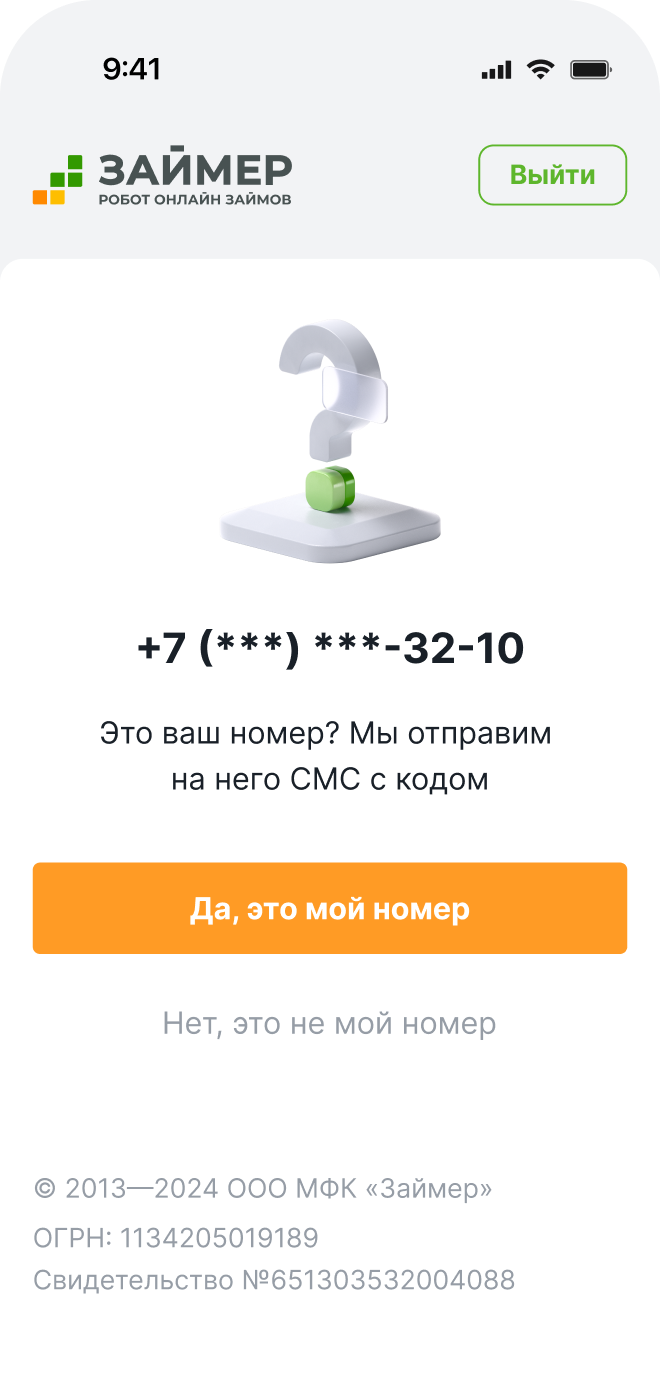 9:41
ЗАЙМЕР
РОБОТ ОНЛАЙН ЗАЙМОВ
Выйти
+7 (***) ***-32-10
Это ваш номер? Мы отправим
на него СМС с кодом
Да, это мой номер
Нет, это не мой номер
© 2013—2024 ООО МФК «Займер»
ОГРН: 1134205019189
Свидетельство №651303532004088